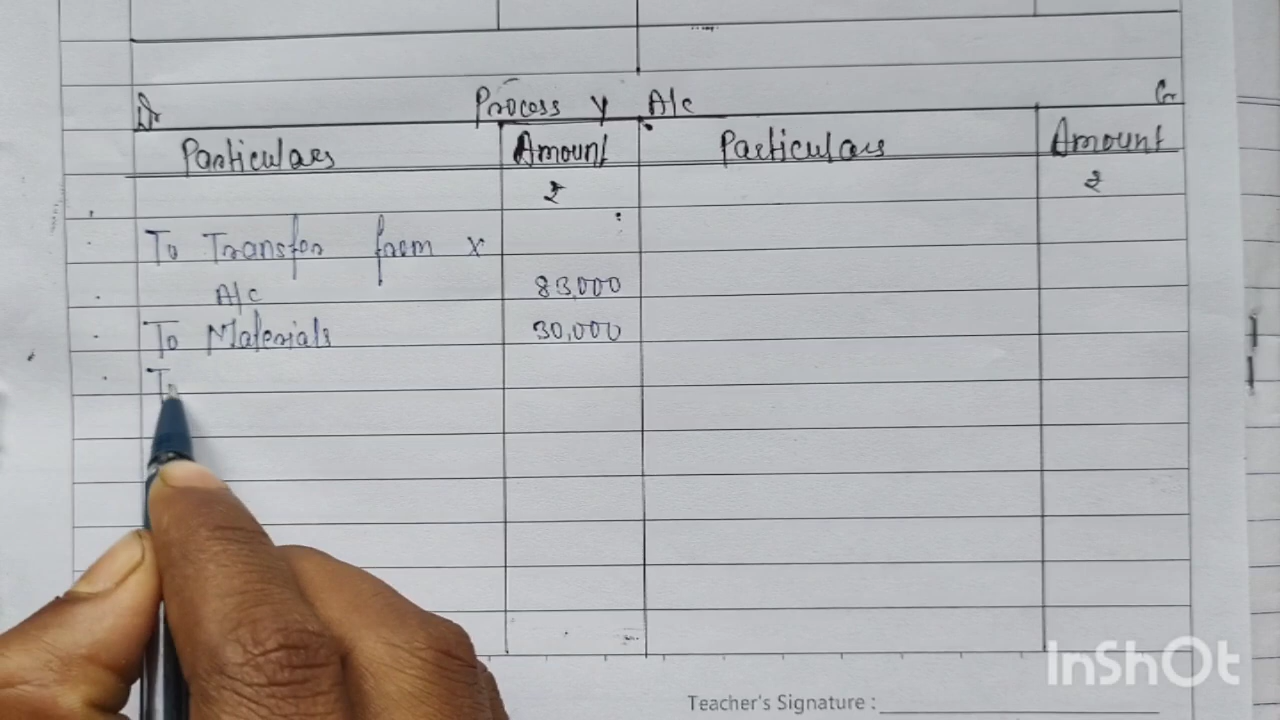 Dr Process Y A/c Cr
Particulars Amount Particulars Amount
₹ ₹
To Transfer from x
A/c 83,000
To Materials 30,000
To
Teacher's Signature :
InShOt